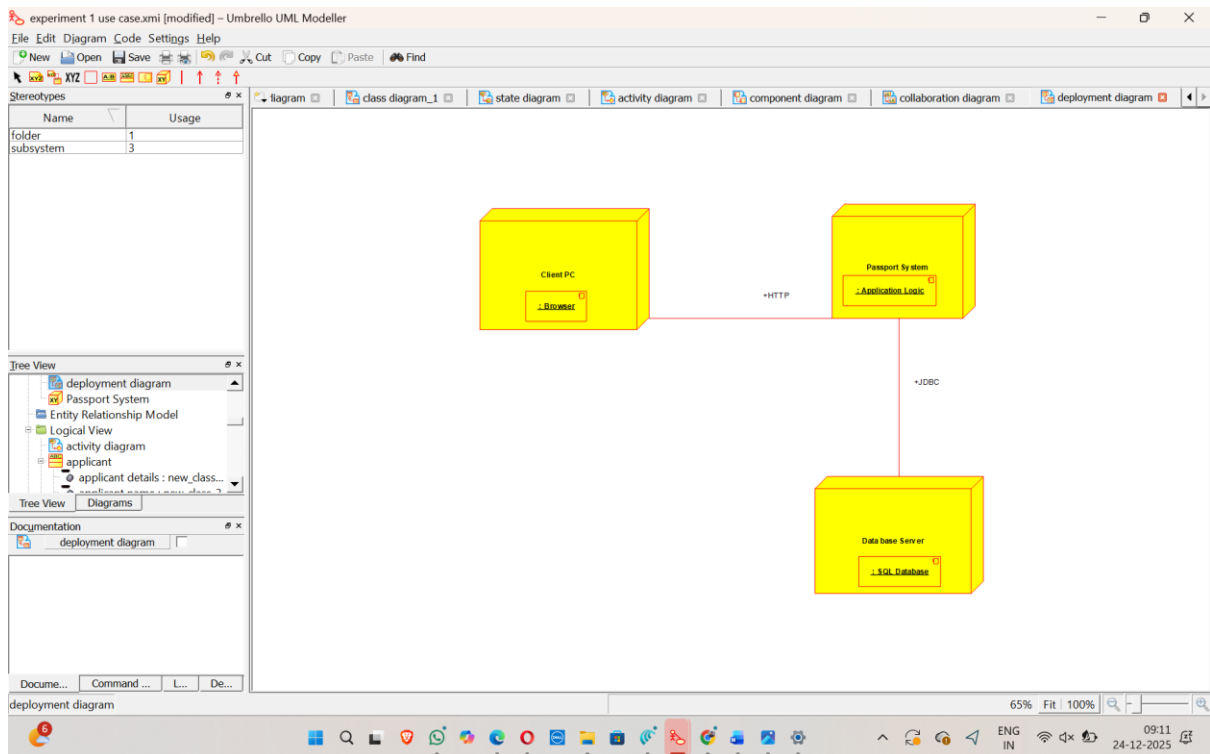 experiment 1 use case.xmi [modified] – Umbrello UML Modeller
File Edit Diagram Code Settings Help
New Open Save Cut Copy Paste Find
XYZ
Stereotypes
Name Usage
folder 1
subsystem 3
diagram class diagram_1 state diagram activity diagram component diagram collaboration diagram deployment diagram
Client PC
: Browser
+HTTP
Passport System
: Application Logic
+JDBC
Database Server
: SQL Database
Tree View
deployment diagram
Passport System
Entity Relationship Model
Logical View
activity diagram
applicant
applicant details : new_class...
Tree View Diagrams
Documentation
deployment diagram
Docume... Command ... L... De...
deployment diagram
65% Fit 100%
6
ENG
IN
09:11
24-12-2025